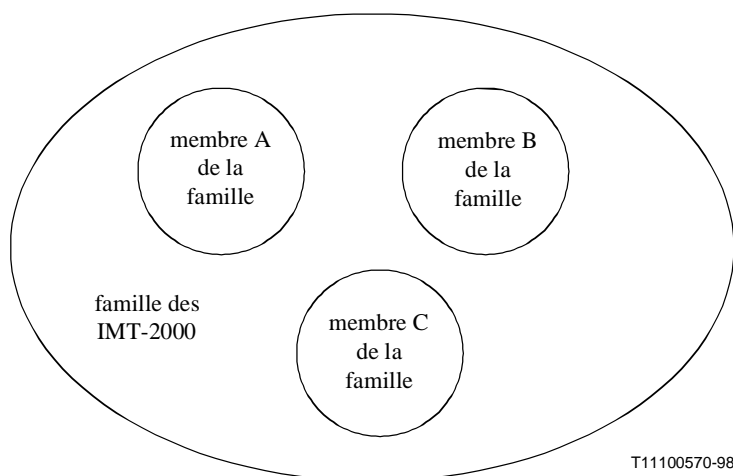 membre A
de la
famille
membre B
de la
famille
famille des
IMT-2000
membre C
de la
famille
T11100570-98